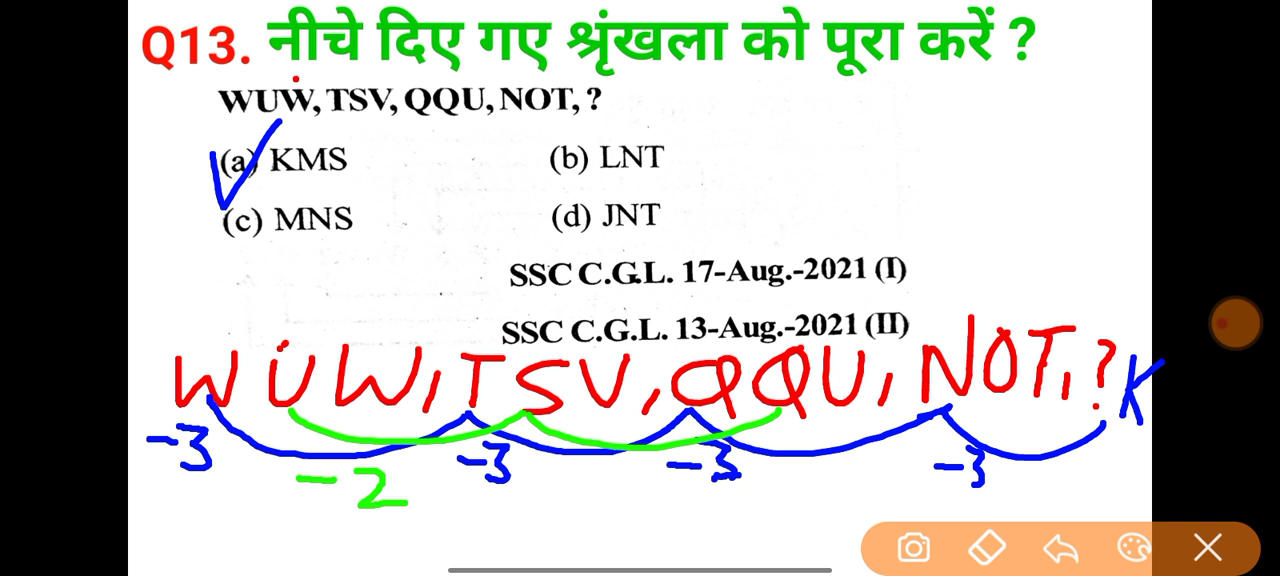 Q13. नीचे दिए गए श्रृंखला को पूरा करें ?
WUW, TSV, QQU, NOT, ?
(a) KMS (b) LNT
(c) MNS (d) JNT
SSC C.G.L. 17-Aug.-2021 (I)
SSC C.G.L. 13-Aug.-2021 (II)
WUW, TSV, QQU, NOT, ? K
-3 -3 -3 -3
-2